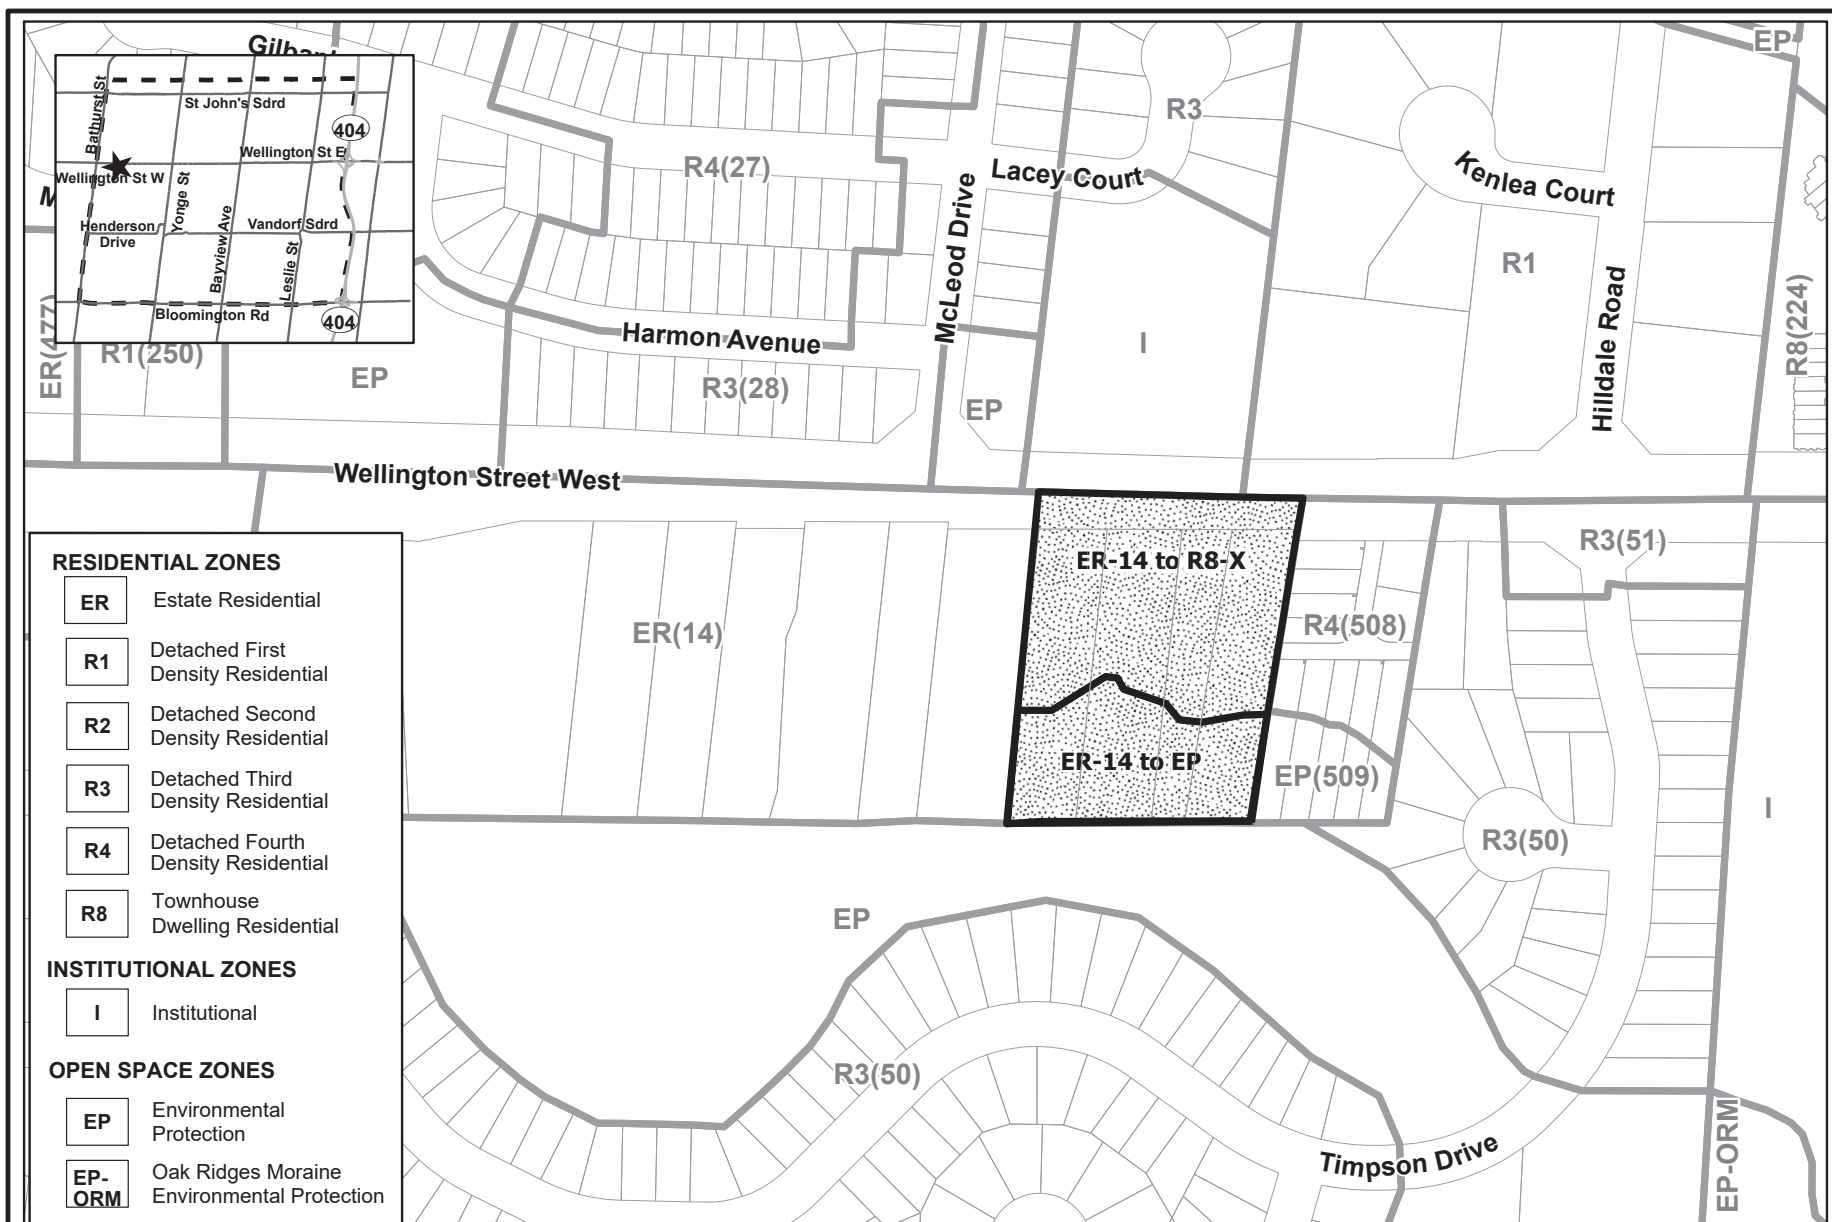 Gilban
EP
St John's Sdrd
Bathurst St
404
Wellington St E
Wellington St W
Yonge St
Henderson
Drive
Bayview Ave
Vandorf Sdrd
Leslie St
Bloomington Rd
404
M
R3
R4(27)
Lacey Court
Kenlea Court
McLeod Drive
R1
Hilldale Road
R8(224)
ER(477)
R1(250)
EP
Harmon Avenue
R3(28)
EP
I
Wellington Street West
ER-14 to R8-X
R3(51)
ER(14)
R4(508)
ER-14 to EP
EP(509)
I
R3(50)
EP
R3(50)
Timpson Drive
EP-ORM
RESIDENTIAL ZONES
ER Estate Residential
R1 Detached First
Density Residential
R2 Detached Second
Density Residential
R3 Detached Third
Density Residential
R4 Detached Fourth
Density Residential
R8 Townhouse
Dwelling Residential
INSTITUTIONAL ZONES
I Institutional
OPEN SPACE ZONES
EP Environmental
Protection
EP- Oak Ridges Moraine
ORM Environmental Protection